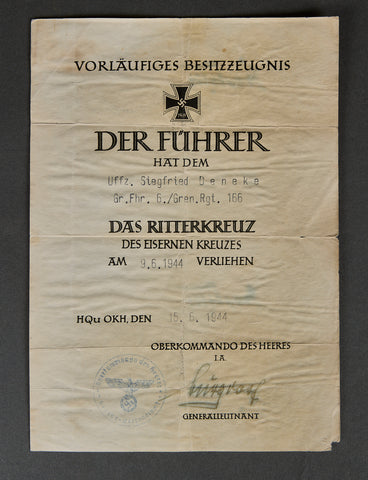 VORLÄUFIGES BESITZZEUGNIS
DER FÜHRER
HAT DEM
Uffz. Siegfried Deneke
Gr.Fhr. 6./Gren.Rgt. 166
DAS RITTERKREUZ
DES EISERNEN KREUZES
AM 9.6.1944 VERLIEHEN
HQu OKH, DEN 15.6.1944
OBERKOMMANDO DES HEERES
I.A.
GENERALLEUTNANT